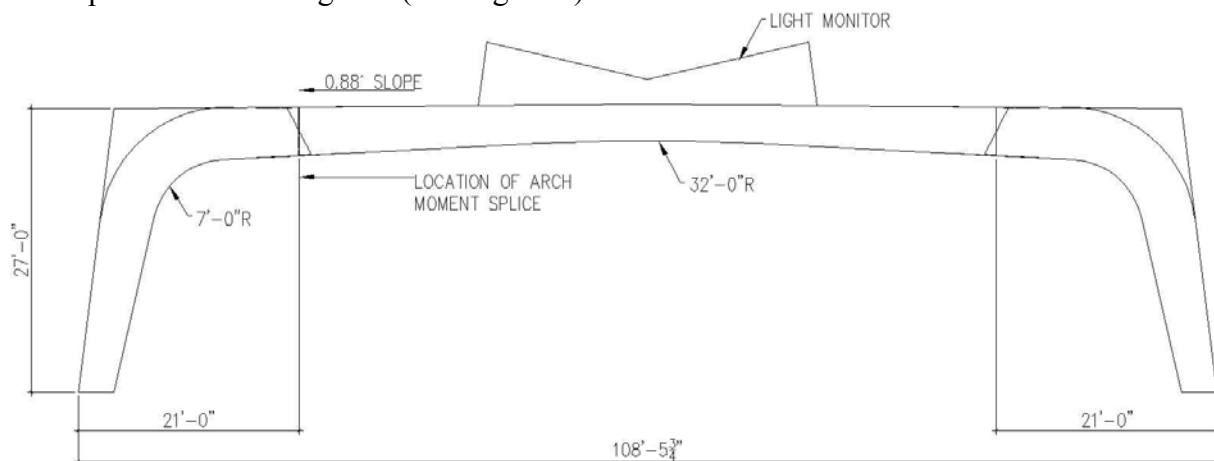 LIGHT MONITOR
0.88' SLOPE
LOCATION OF ARCH
MOMENT SPLICE
32'-0"R
7'-0"R
27'-0"
21'-0"
21'-0"
108'-5¾"